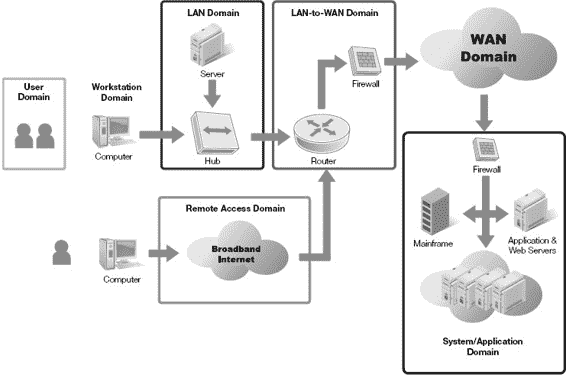 LAN Domain
Server
Hub
LAN-to-WAN Domain
Firewall
Router
WAN
Domain
User
Domain
Workstation
Domain
Computer
Remote Access Domain
Broadband
Internet
Computer
Firewall
Mainframe
Application &
Web Servers
System/Application
Domain